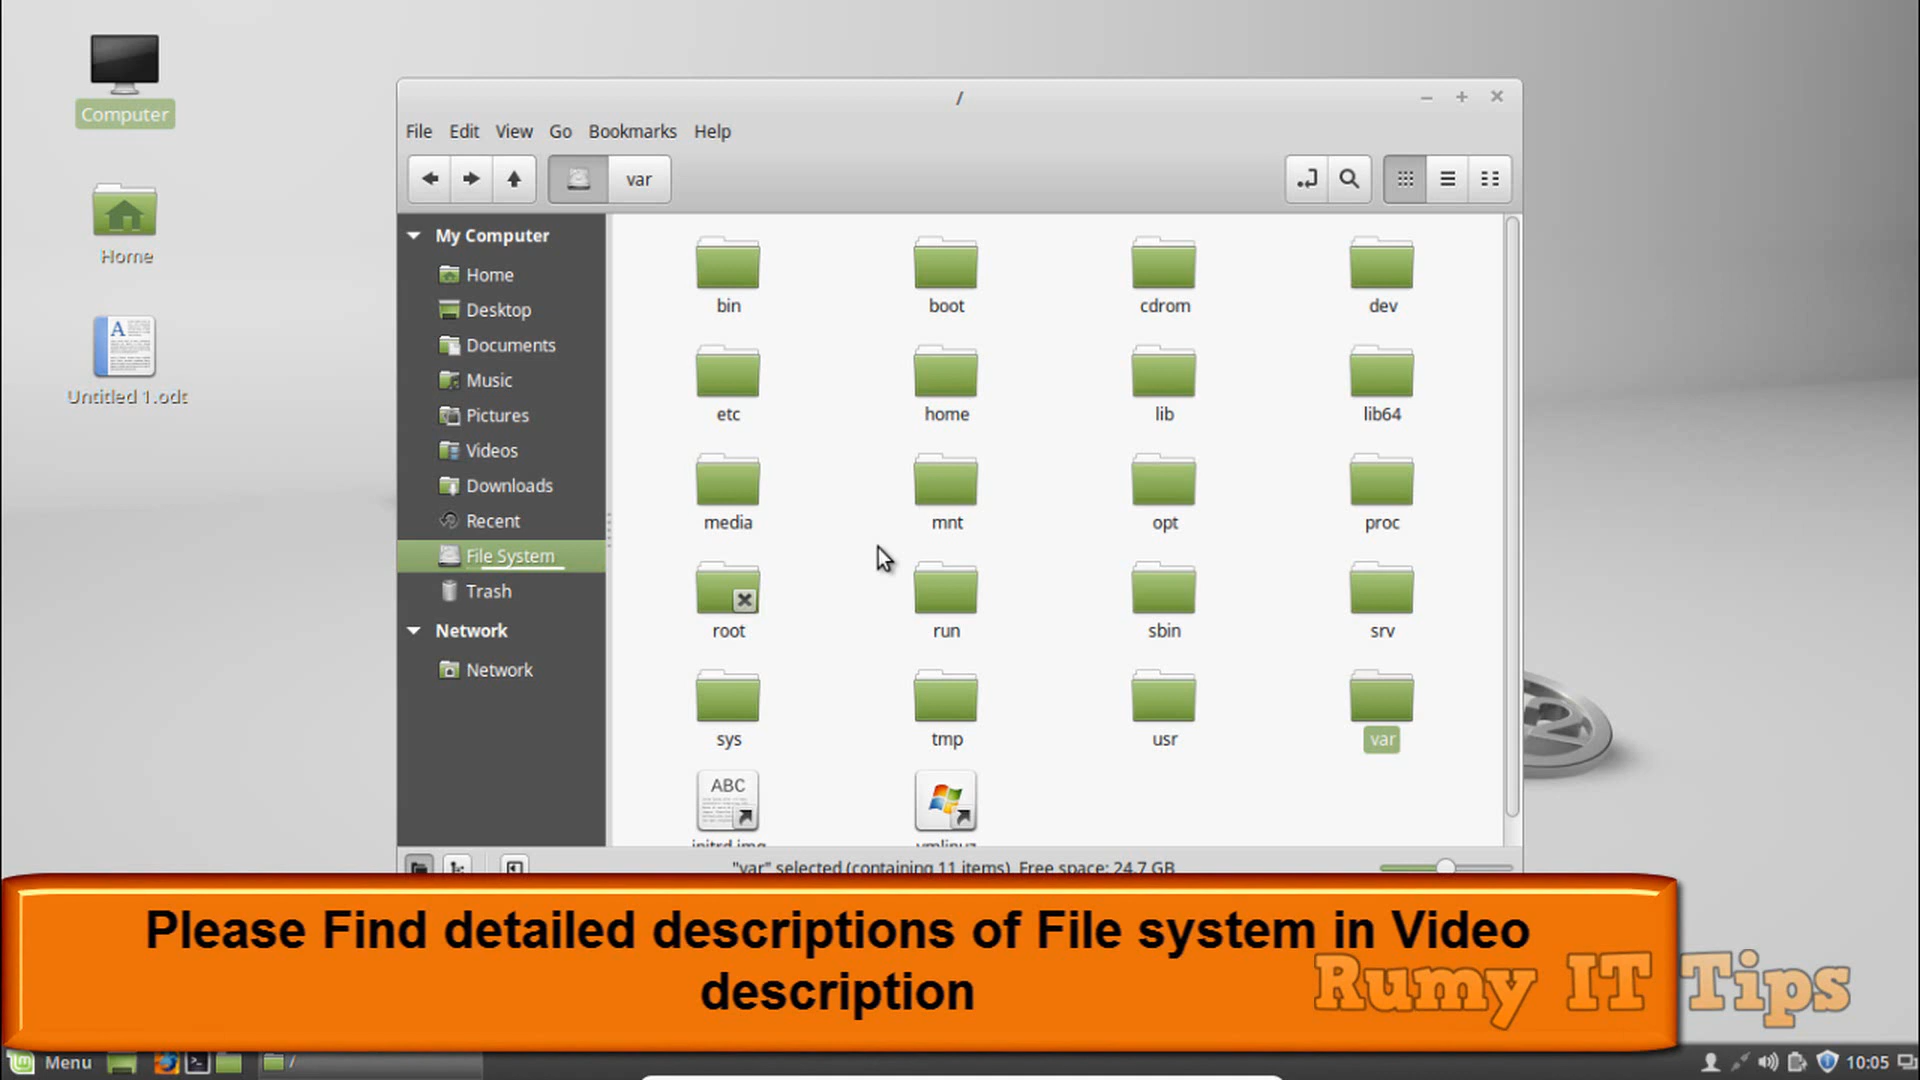 Computer
Home
Untitled 1.odt
/
File Edit View Go Bookmarks Help
var
My Computer
Home
Desktop
Documents
Music
Pictures
Videos
Downloads
Recent
File System
Trash
Network
Network
bin boot cdrom dev
etc home lib lib64
media mnt opt proc
root run sbin srv
sys tmp usr var
ABC
initrd.img vmlinuz
"var" selected (containing 11 items), Free space: 24.7 GB
Please Find detailed descriptions of File system in Video
description
Rumy IT Tips
Menu / 10:05